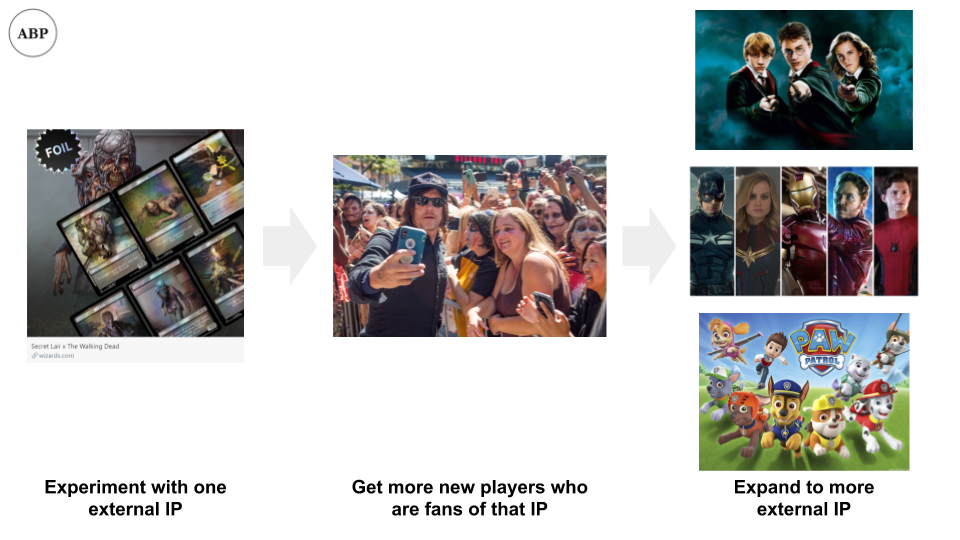 ABP
FOIL
Secret Lair x The Walking Dead
wizards.com
PAW
PATROL
Experiment with one
external IP
Get more new players who
are fans of that IP
Expand to more
external IP